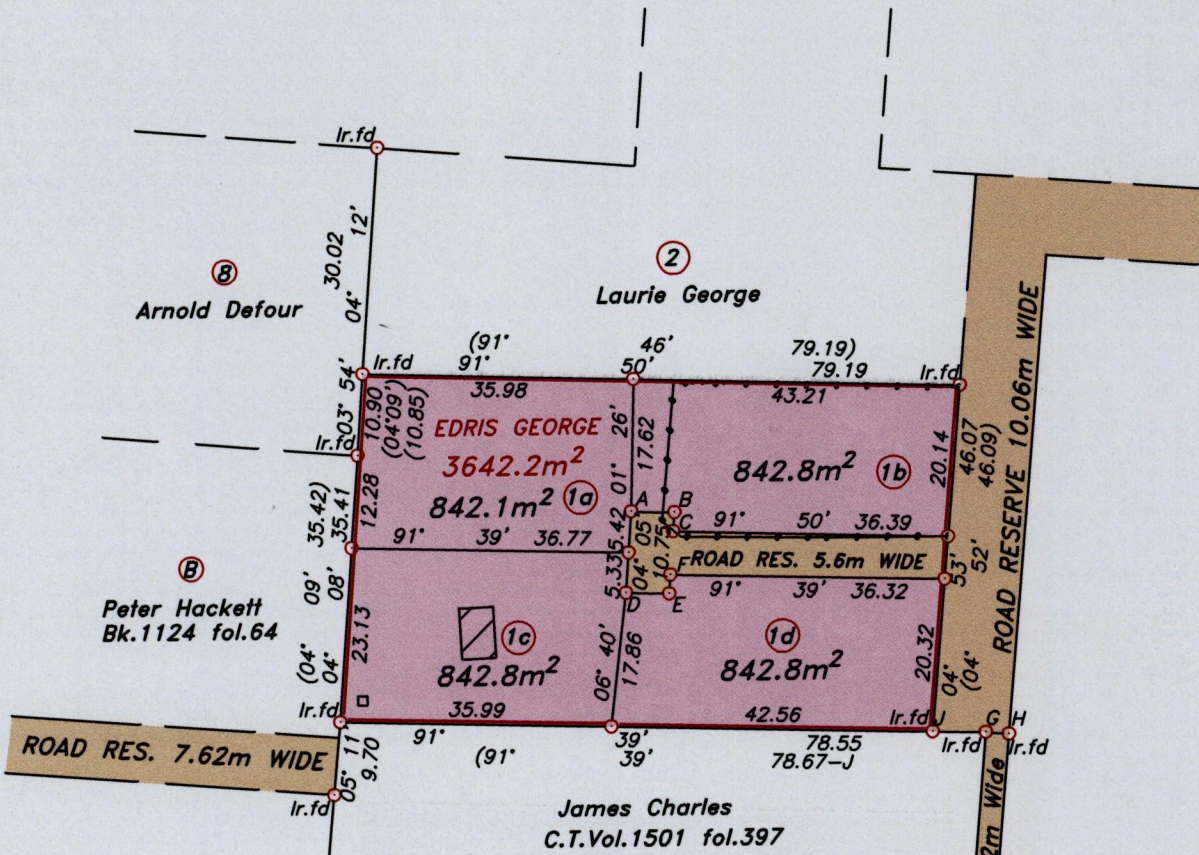 Ir.fd
12'
30.02
04°
8
Arnold Defour
2
Laurie George
(91° 46' 79.19)
91° 50' 79.19
Ir.fd
Ir.fd
35.98
43.21
54'
03°
10.90
(04°09')
(10.85)
EDRIS GEORGE
3642.2m²
842.1m² 1a
26'
01°
17.62
842.8m² 1b
20.14
46.07
46.09)
ROAD RESERVE 10.06m WIDE
Ir.fd
12.28
35.42)
35.41
A
B
C
91° 50' 36.39
91° 39' 36.77
5.42
5.33
05'
04°
10.75
ROAD RES. 5.6m WIDE
F
91° 39' 36.32
D
E
53'
52'
B
Peter Hackett
Bk.1124 fol.64
09'
08'
(04°
04°
23.13
1c
842.8m²
40'
06°
17.86
1d
842.8m²
20.32
04°
(04°
Ir.fd
35.99
42.56
Ir.fd
J
G
H
Ir.fd
Ir.fd
91° 39' 78.55
(91° 39' 78.67-J
ROAD RES. 7.62m WIDE
11'
05°
9.70
Ir.fd
James Charles
C.T.Vol.1501 fol.397
2m Wide